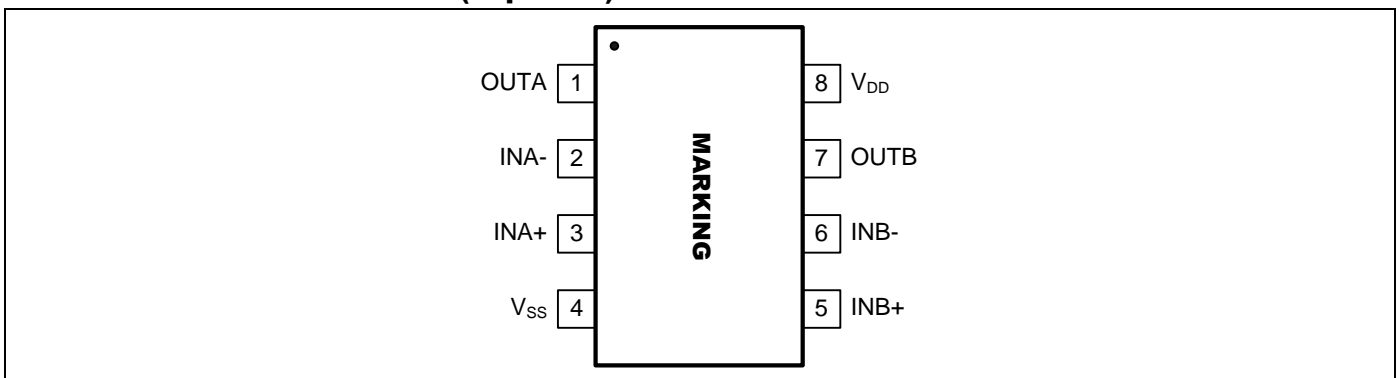 OUTA 1
INA- 2
INA+ 3
VSS 4
MARKING
8 VDD
7 OUTB
6 INB-
5 INB+